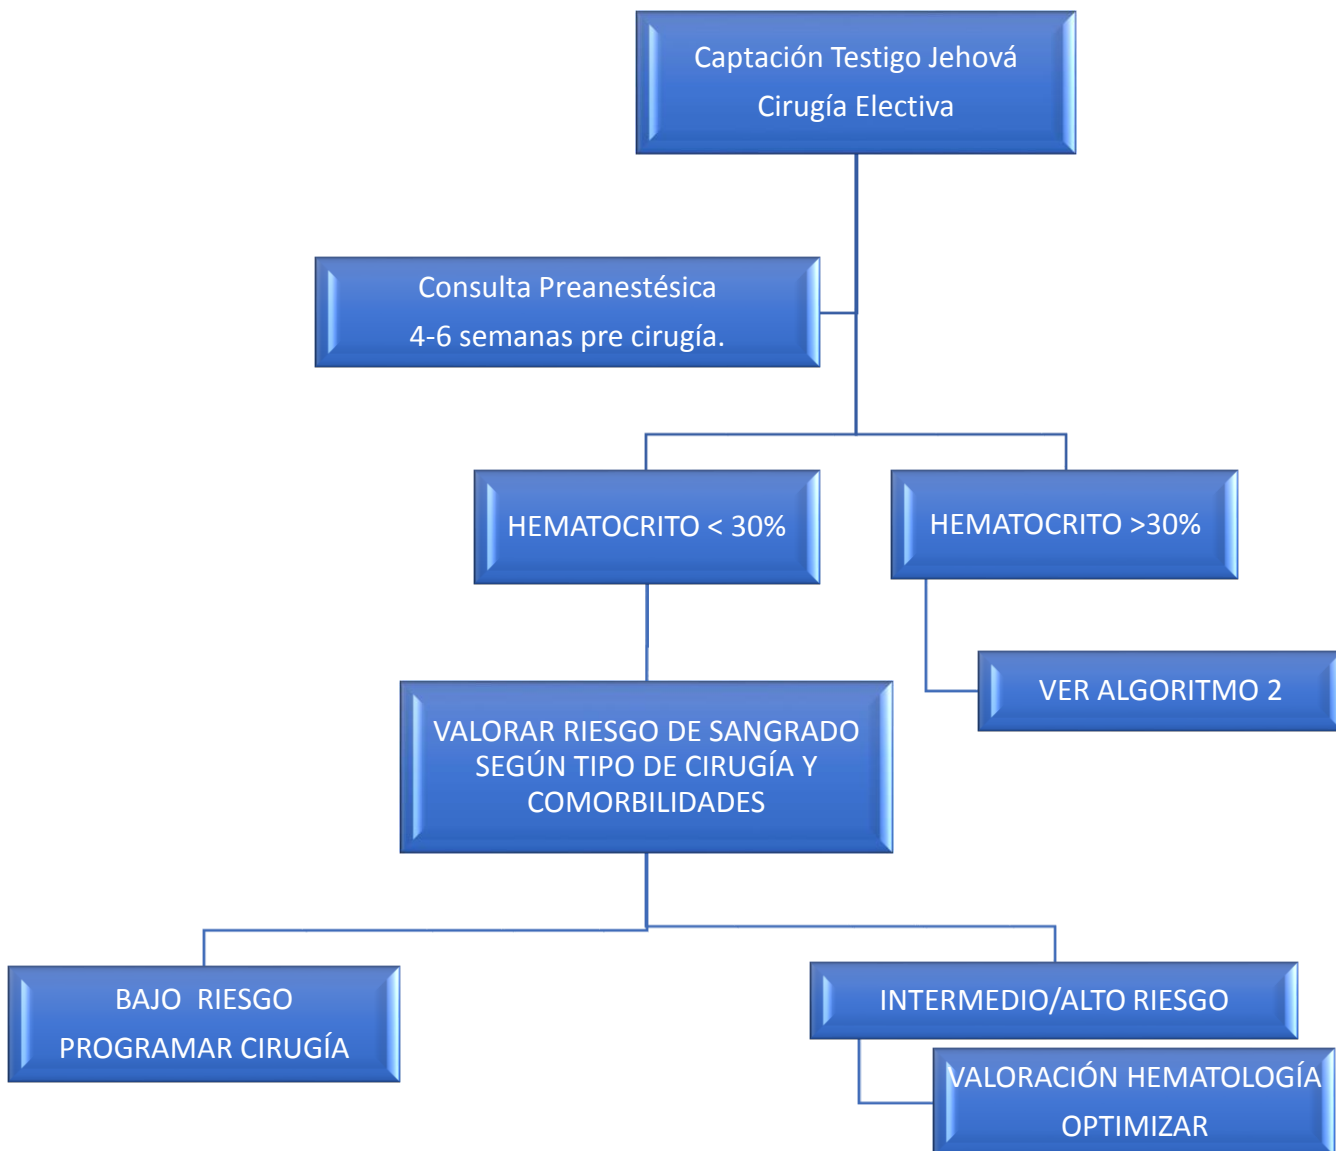 Captación Testigo Jehová
Cirugía Electiva
Consulta Preanestésica
4-6 semanas pre cirugía.
HEMATOCRITO < 30%
HEMATOCRITO >30%
VER ALGORITMO 2
VALORAR RIESGO DE SANGRADO
SEGÚN TIPO DE CIRUGÍA Y
COMORBILIDADES
BAJO  RIESGO
PROGRAMAR CIRUGÍA
INTERMEDIO/ALTO RIESGO
VALORACIÓN HEMATOLOGÍA
OPTIMIZAR